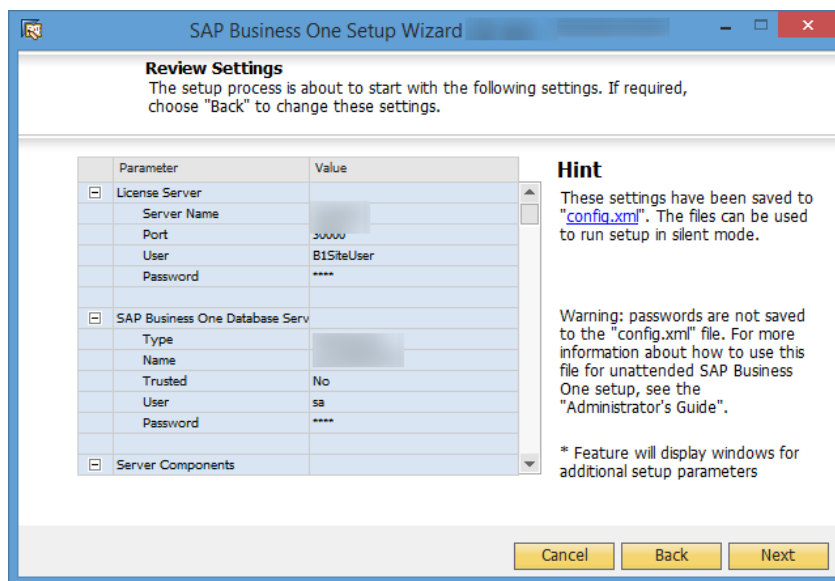 SAP Business One Setup Wizard
Review Settings
The setup process is about to start with the following settings. If required,
choose "Back" to change these settings.
Parameter Value
License Server
Server Name
Port 30000
User B1SiteUser
Password ****
SAP Business One Database Serv
Type
Name
Trusted No
User sa
Password ****
Server Components
Hint
These settings have been saved to
"config.xml". The files can be used
to run setup in silent mode.
Warning: passwords are not saved
to the "config.xml" file. For more
information about how to use this
file for unattended SAP Business
One setup, see the
"Administrator's Guide".
* Feature will display windows for
additional setup parameters
Cancel Back Next